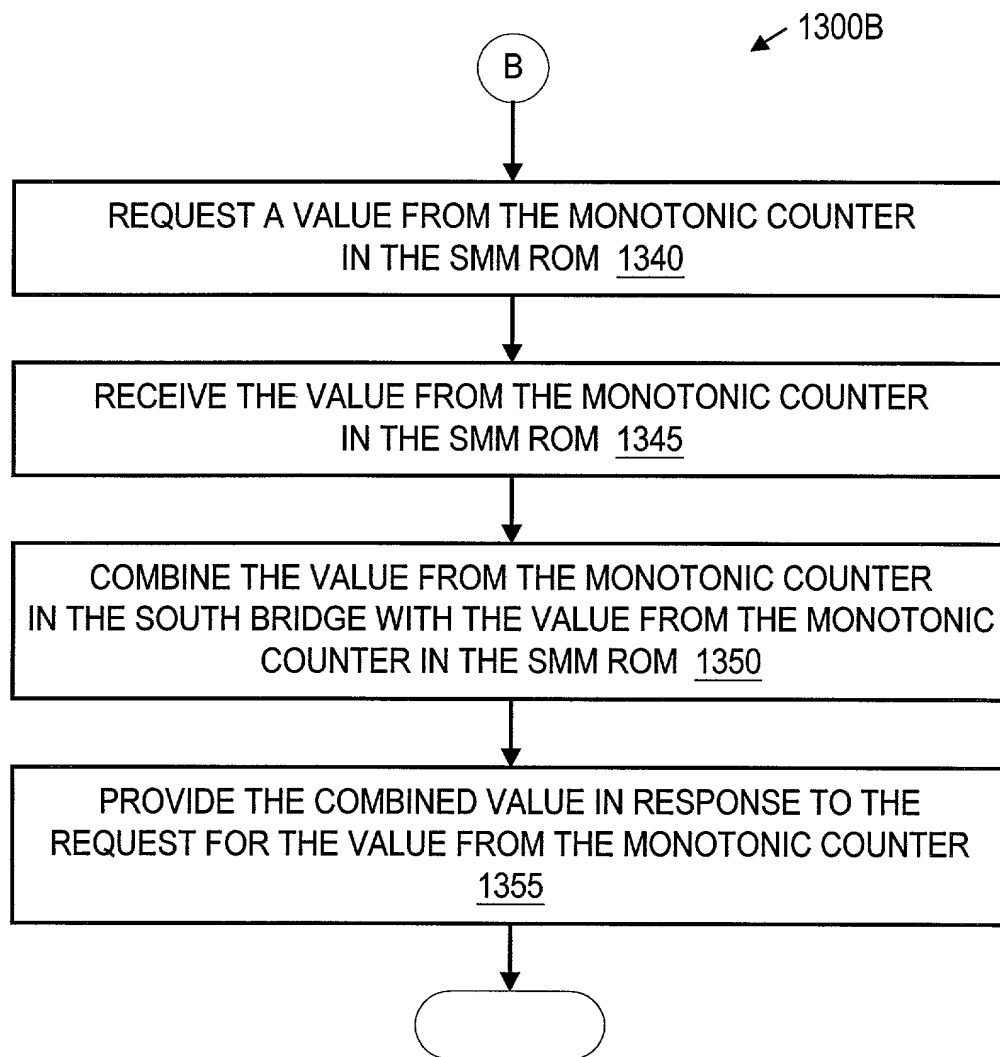 1300B
B
REQUEST A VALUE FROM THE MONOTONIC COUNTER
IN THE SMM ROM 1340
RECEIVE THE VALUE FROM THE MONOTONIC COUNTER
IN THE SMM ROM 1345
COMBINE THE VALUE FROM THE MONOTONIC COUNTER
IN THE SOUTH BRIDGE WITH THE VALUE FROM THE MONOTONIC
COUNTER IN THE SMM ROM 1350
PROVIDE THE COMBINED VALUE IN RESPONSE TO THE
REQUEST FOR THE VALUE FROM THE MONOTONIC COUNTER
1355